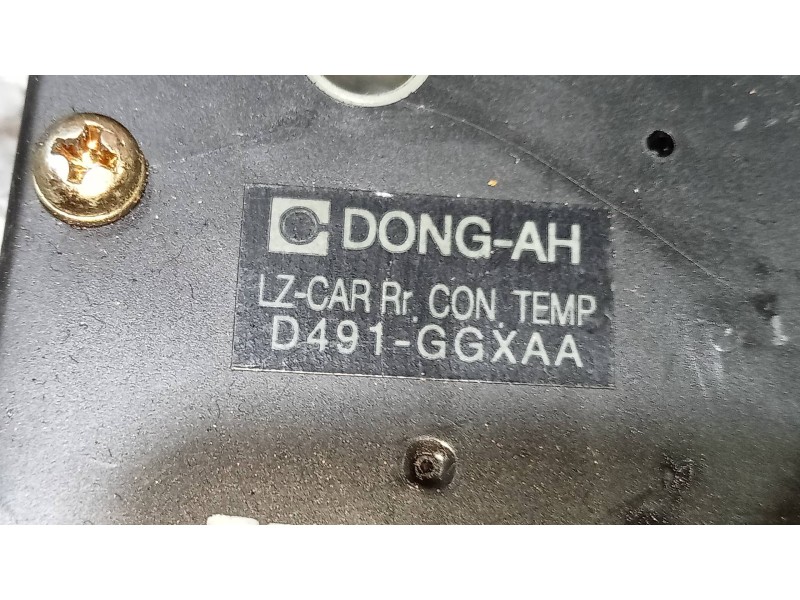 DONG-AH
LZ-CAR Rr. CON. TEMP
D491-GGXAA